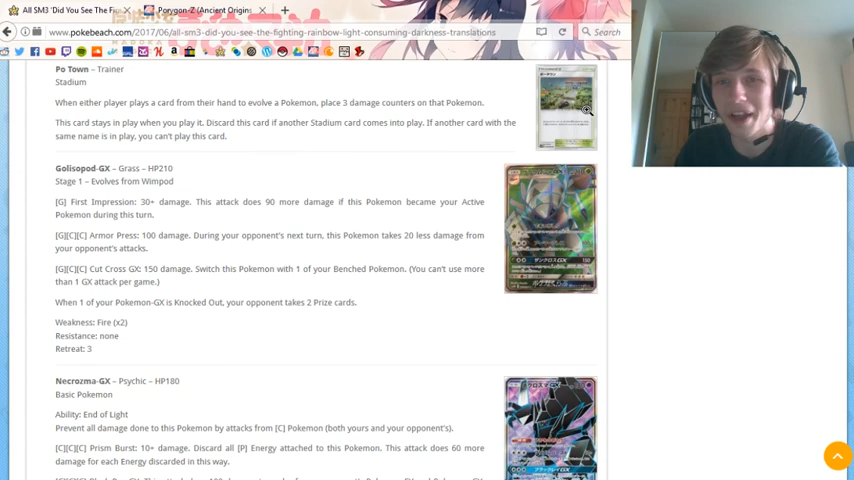 All SM3 'Did You See The Fi
Porygon-Z (Ancient Origin
www.pokebeach.com/2017/06/all-sm3-did-you-see-the-fighting-rainbow-light-consuming-darkness-translations
Search
Po Town – Trainer
Stadium
When either player plays a card from their hand to evolve a Pokemon, place 3 damage counters on that Pokemon.
This card stays in play when you play it. Discard this card if another Stadium card comes into play. If another card with the
same name is in play, you can't play this card.
Golisopod-GX – Grass – HP210
Stage 1 – Evolves from Wimpod
[G] First Impression: 30+ damage. This attack does 90 more damage if this Pokemon became your Active
Pokemon during this turn.
[G][C][C] Armor Press: 100 damage. During your opponent's next turn, this Pokemon takes 20 less damage from
your opponent's attacks.
[G][C][C] Cut Cross GX: 150 damage. Switch this Pokemon with 1 of your Benched Pokemon. (You can't use more
than 1 GX attack per game.)
When 1 of your Pokemon-GX is Knocked Out, your opponent takes 2 Prize cards.
Weakness: Fire (x2)
Resistance: none
Retreat: 3
Necrozma-GX – Psychic – HP180
Basic Pokemon
Ability: End of Light
Prevent all damage done to this Pokemon by attacks from [C] Pokemon (both yours and your opponent's).
[C][C][C] Prism Burst: 10+ damage. Discard all [P] Energy attached to this Pokemon. This attack does 60 more
damage for each Energy discarded in this way.